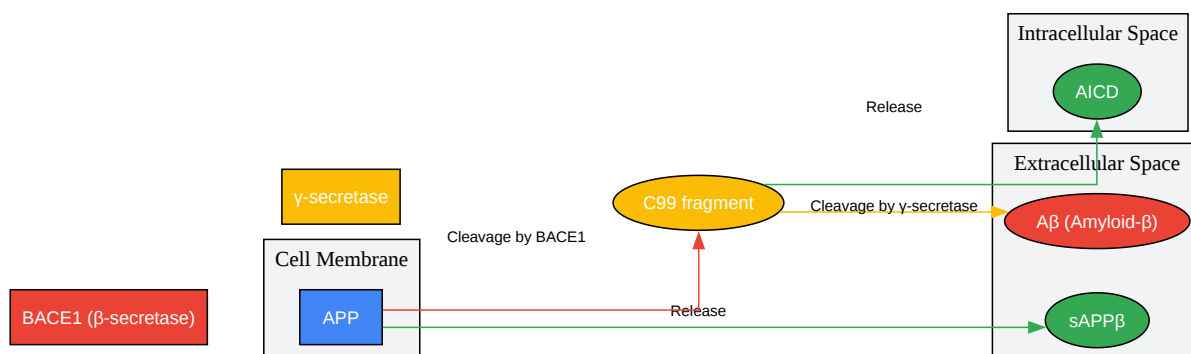 Intracellular Space
AICD
Release
Extracellular Space
γ-secretase
C99 fragment
Cleavage by γ-secretase
Aβ (Amyloid-β)
Cleavage by BACE1
Cell Membrane
BACE1 (β-secretase)
APP
Release
sAPPβ